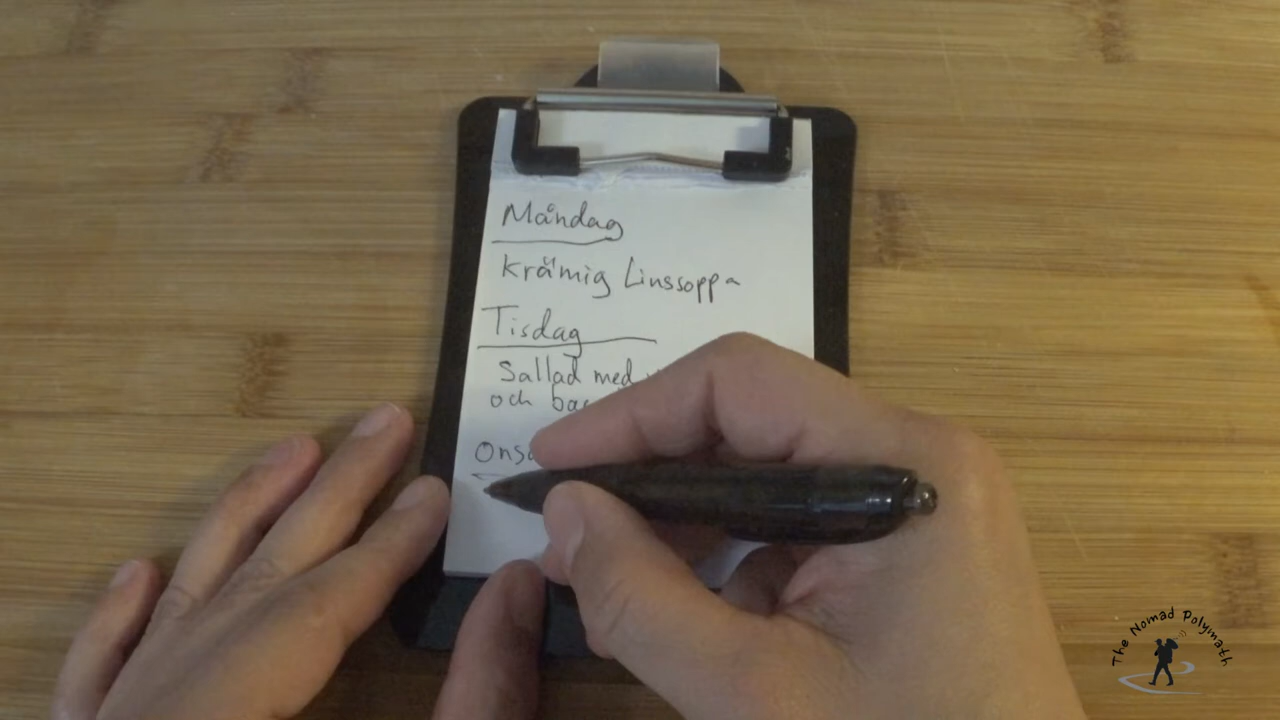 Måndag
Krämig Linssoppa
Tisdag
Sallad med
och
The Nomad Polymath